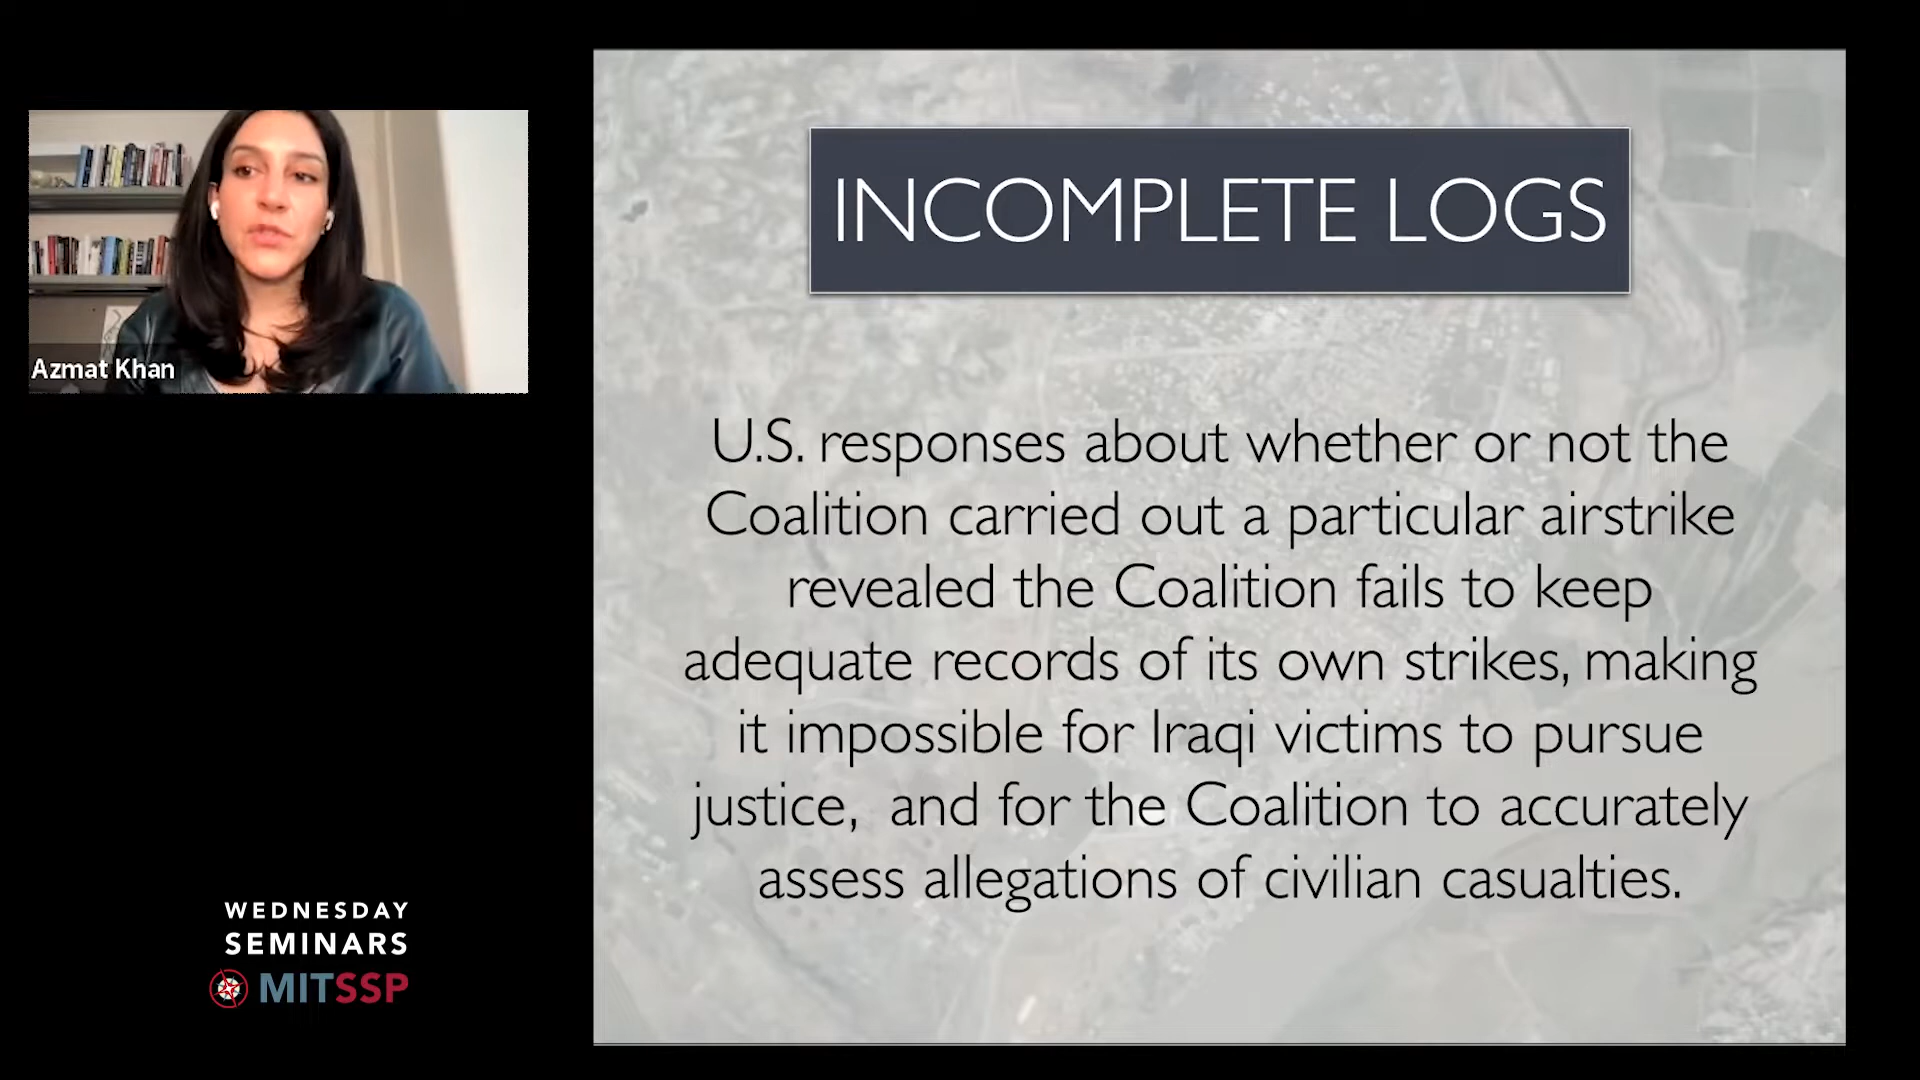 Azmat Khan
WEDNESDAY
SEMINARS
MITSSP
INCOMPLETE LOGS
U.S. responses about whether or not the
Coalition carried out a particular airstrike
revealed the Coalition fails to keep
adequate records of its own strikes, making
it impossible for Iraqi victims to pursue
justice, and for the Coalition to accurately
assess allegations of civilian casualties.